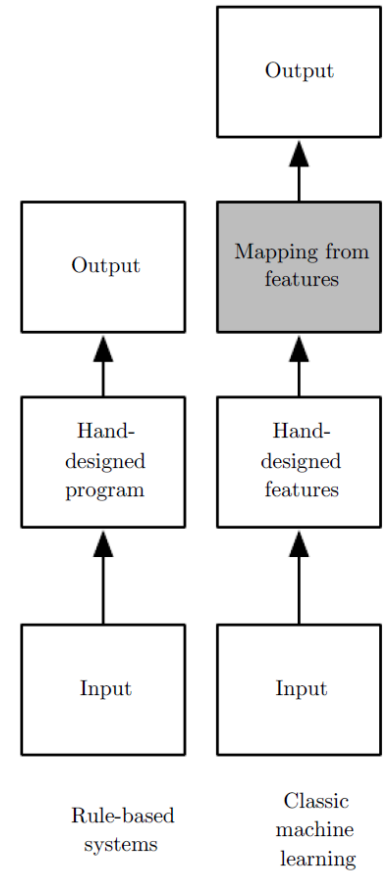 Output
Output
Mapping from
features
Hand-
designed
program
Hand-
designed
features
Input
Input
Rule-based
systems
Classic
machine
learning